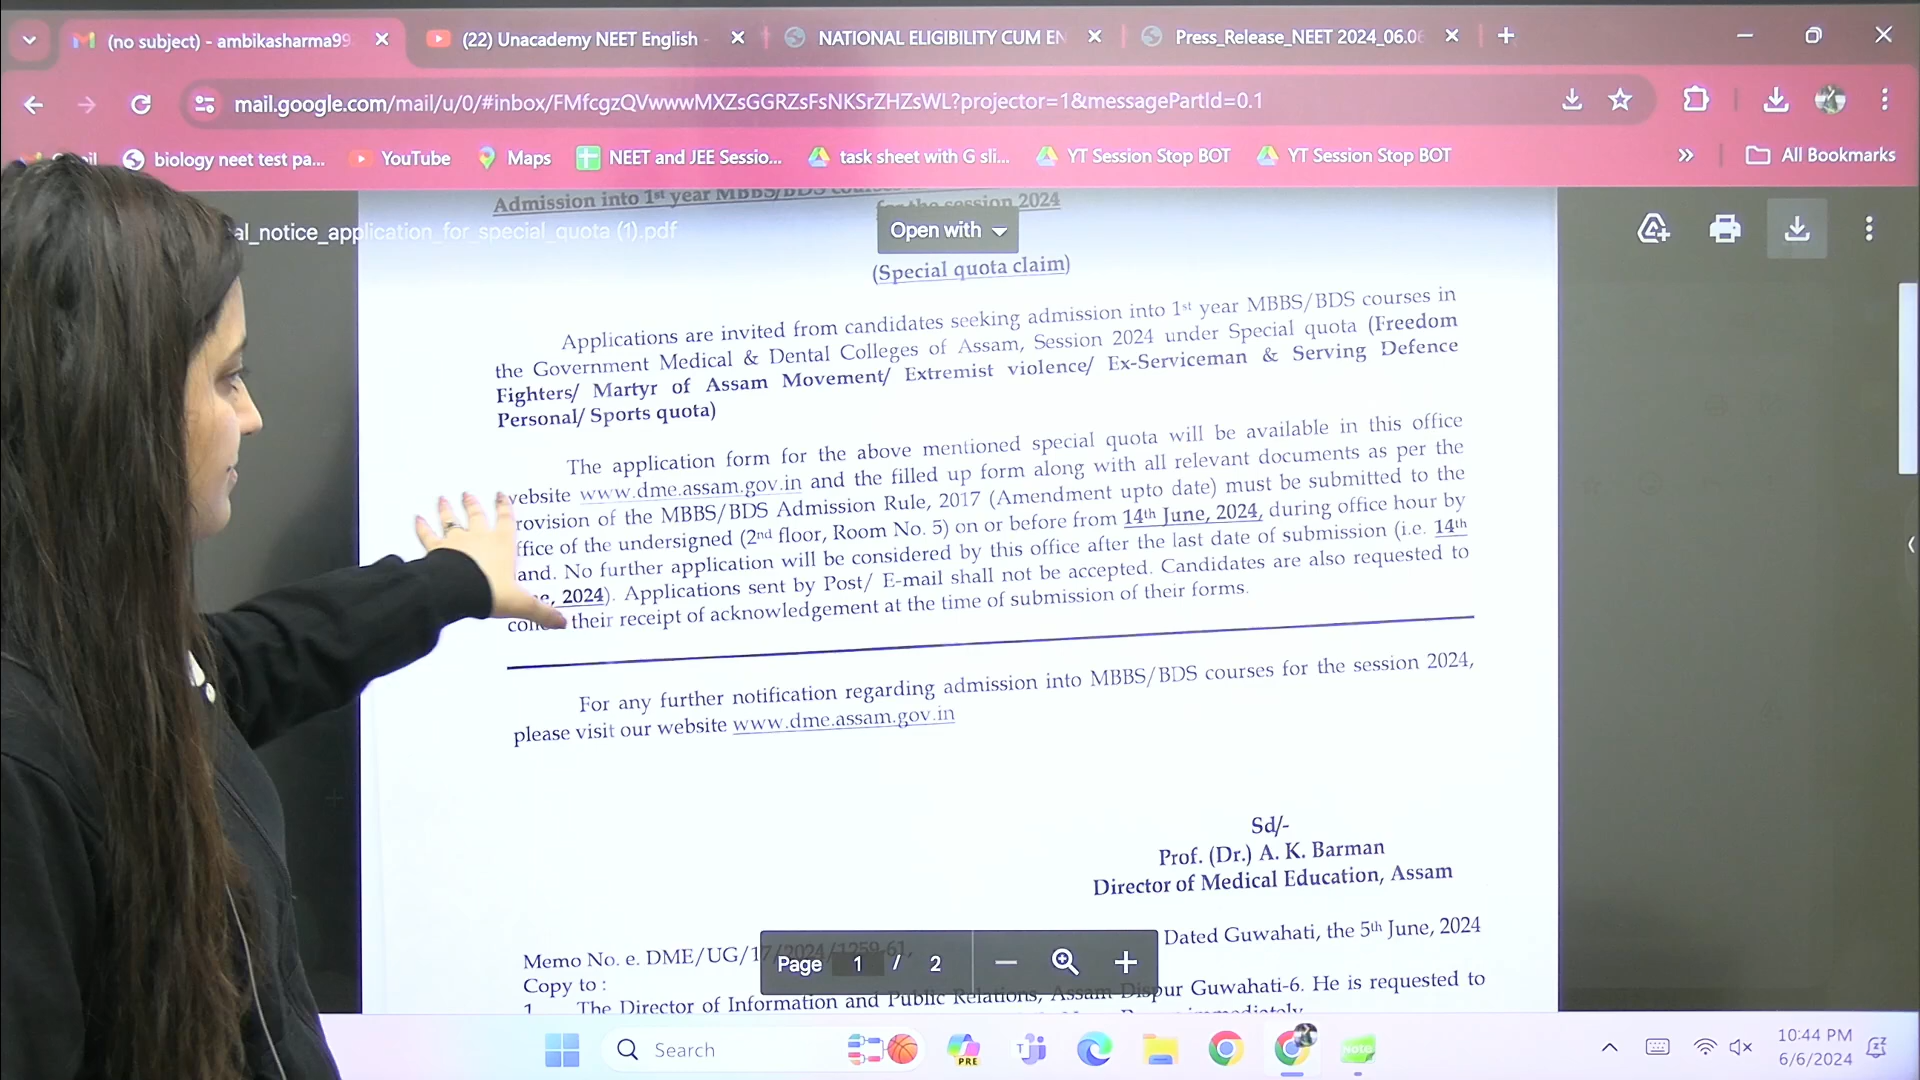 (no subject) - ambikasharma99
(22) Unacademy NEET English
NATIONAL ELIGIBILITY CUM EN
Press_Release_NEET 2024_06.06
mail.google.com/mail/u/0/#inbox/FMfcgzQVwwwMXZsGGRZsFsNKSrZHZsWL?projector=1&messagePartId=0.1
biology neet test pa...
YouTube
Maps
NEET and JEE Sessio...
task sheet with G sli...
YT Session Stop BOT
YT Session Stop BOT
All Bookmarks
Admission into 1st year MBBS/BDS
for the session 2024
al_notice_application_for_special_quota (1).pdf
Open with
(Special quota claim)
Applications are invited from candidates seeking admission into 1st year MBBS/BDS courses in
the Government Medical & Dental Colleges of Assam, Session 2024 under Special quota (Freedom
Fighters/ Martyr of Assam Movement/ Extremist violence/ Ex-Serviceman & Serving Defence
Personal/ Sports quota)
The application form for the above mentioned special quota will be available in this office
website www.dme.assam.gov.in and the filled up form along with all relevant documents as per the
rovision of the MBBS/BDS Admission Rule, 2017 (Amendment upto date) must be submitted to the
ffice of the undersigned (2nd floor, Room No. 5) on or before from 14th June, 2024, during office hour by
and. No further application will be considered by this office after the last date of submission (i.e. 14th
2024). Applications sent by Post/ E-mail shall not be accepted. Candidates are also requested to
their receipt of acknowledgement at the time of submission of their forms.
For any further notification regarding admission into MBBS/BDS courses for the session 2024,
please visit our website www.dme.assam.gov.in
Sd/-
Prof. (Dr.) A. K. Barman
Director of Medical Education, Assam
Memo No. e. DME/UG/17/2024/1259-61,
Dated Guwahati, the 5th June, 2024
Page 1 / 2
Copy to :
1 The Director of Information and Public Relations, Assam Dispur Guwahati-6. He is requested to
Search
PRE
10:44 PM
6/6/2024